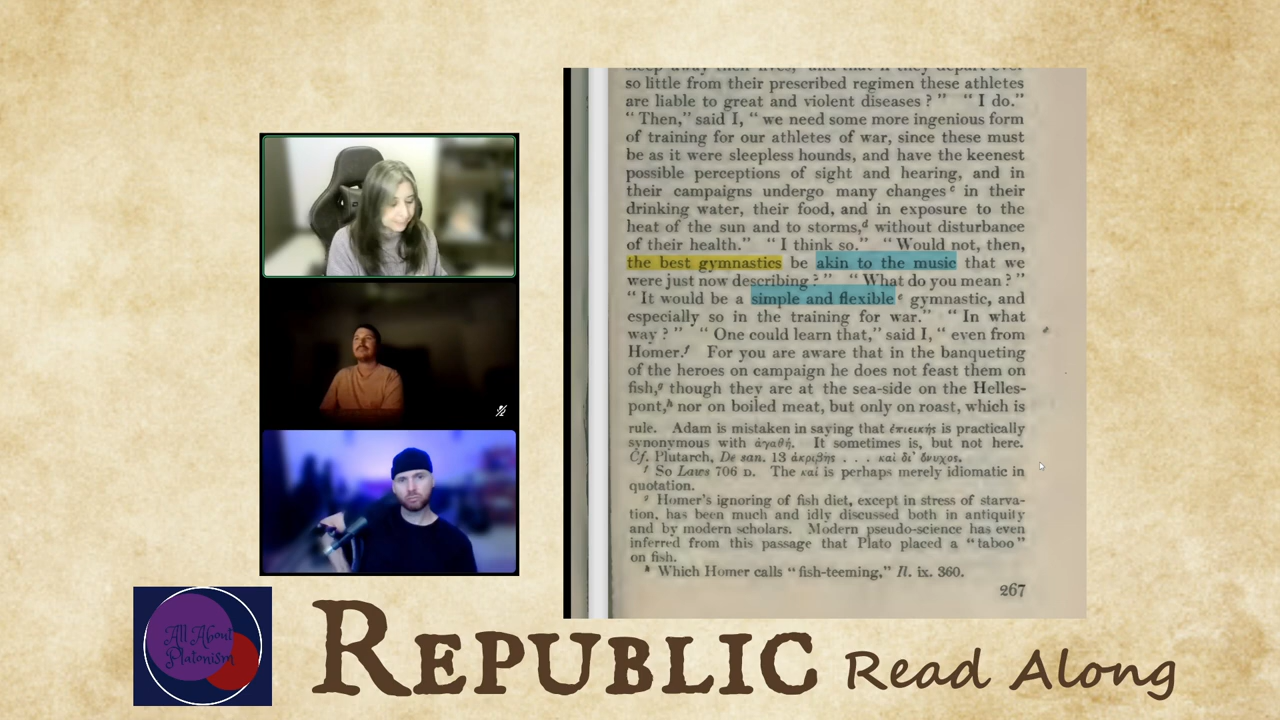 sleep away their lives, and that if they depart ever
so little from their prescribed regimen these athletes
are liable to great and violent diseases ? ” “ I do.”
“ Then,” said I, “ we need some more ingenious form
of training for our athletes of war, since these must
be as it were sleepless hounds, and have the keenest
possible perceptions of sight and hearing, and in
their campaigns undergo many changes c in their
drinking water, their food, and in exposure to the
heat of the sun and to storms,d without disturbance
of their health.” “ I think so.” “ Would not, then,
the best gymnastics be akin to the music that we
were just now describing ? ” “ What do you mean ? ”
“ It would be a simple and flexible e gymnastic, and
especially so in the training for war.” “ In what
way ? ” “ One could learn that,” said I, “ even from
Homer.f For you are aware that in the banqueting
of the heroes on campaign he does not feast them on
fish,g though they are at the sea-side on the Helles-
pont,h nor on boiled meat, but only on roast, which is
rule. Adam is mistaken in saying that ἐπιεικής is practically
synonymous with ἀγαθή. It sometimes is, but not here.
Cf. Plutarch, De san. 13 ἀκριβὴς . . . καὶ δι’ ὄνυχος.
f So Laws 706 D. The καί is perhaps merely idiomatic in
quotation.
g Homer’s ignoring of fish diet, except in stress of starva-
tion, has been much and idly discussed both in antiquity
and by modern scholars. Modern pseudo-science has even
inferred from this passage that Plato placed a “ taboo ”
on fish.
h Which Homer calls “ fish-teeming,” Il. ix. 360.
267
All About
Platonism
REPUBLIC Read Along